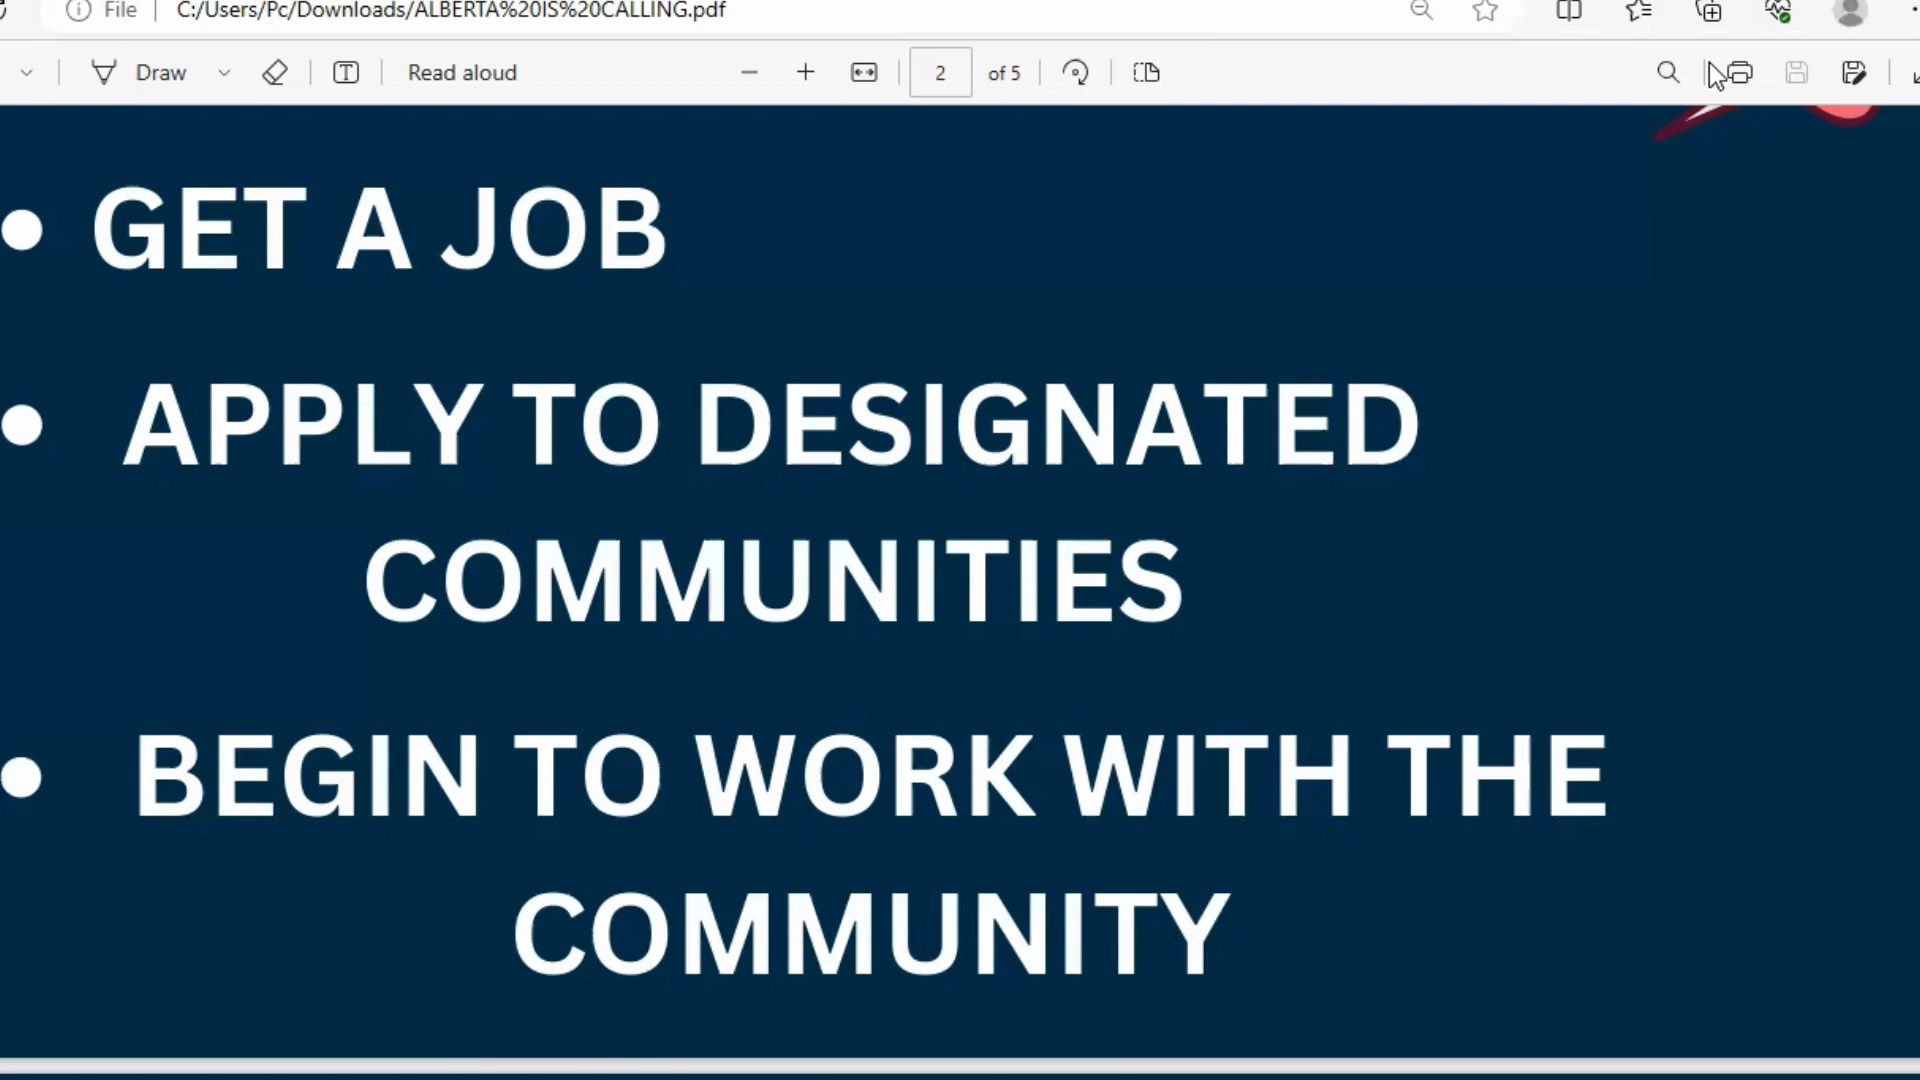 File C:/Users/Pc/Downloads/ALBERTA%20IS%20CALLING.pdf
Draw Read aloud 2 of 5
• GET A JOB
• APPLY TO DESIGNATED
COMMUNITIES
• BEGIN TO WORK WITH THE
COMMUNITY